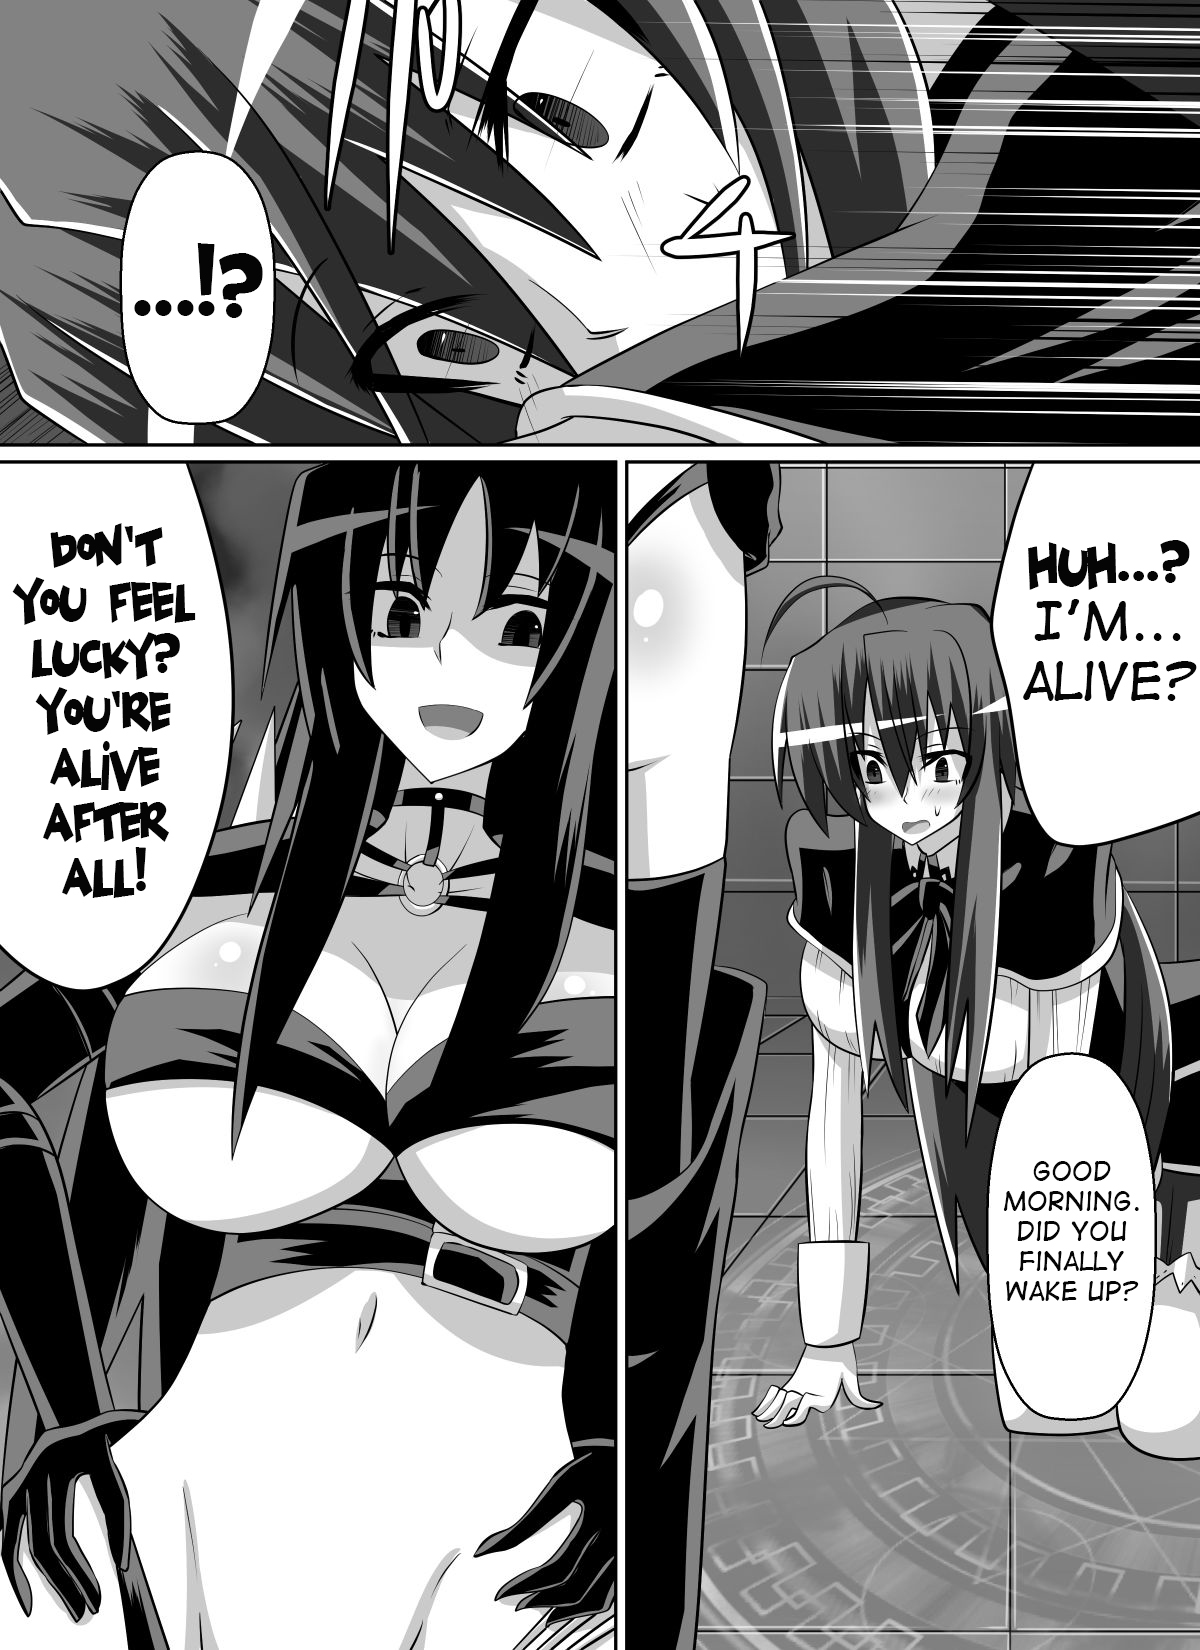 ....!?
HUH...?
I'M...
ALIVE?
GOOD
MORNING.
DID YOU
FINALLY
WAKE UP?
DON'T
YOU FEEL
LUCKY?
YOU'RE
ALIVE
AFTER
ALL!